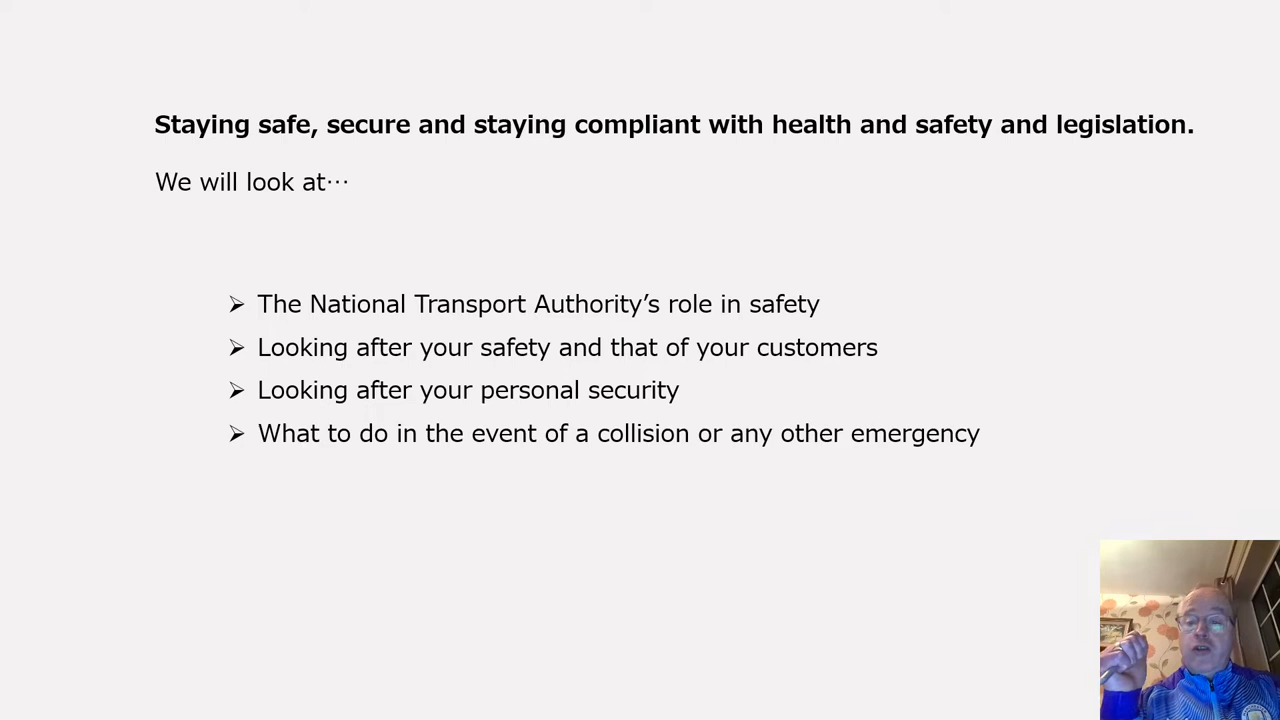 Staying safe, secure and staying compliant with health and safety and legislation.
We will look at…
➢ The National Transport Authority’s role in safety
➢ Looking after your safety and that of your customers
➢ Looking after your personal security
➢ What to do in the event of a collision or any other emergency